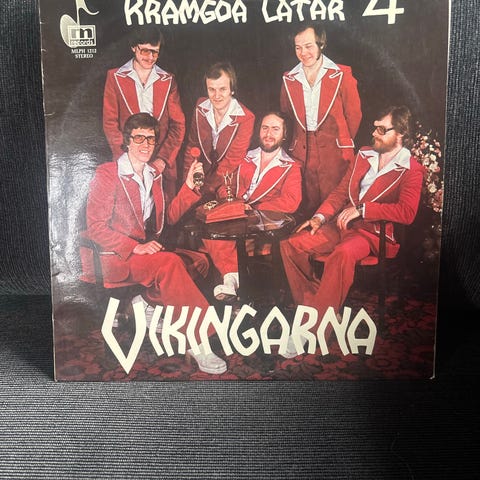 KRAMGOA LÅTAR 4
m
records
MLPH 1212
STEREO
VIKINGARNA